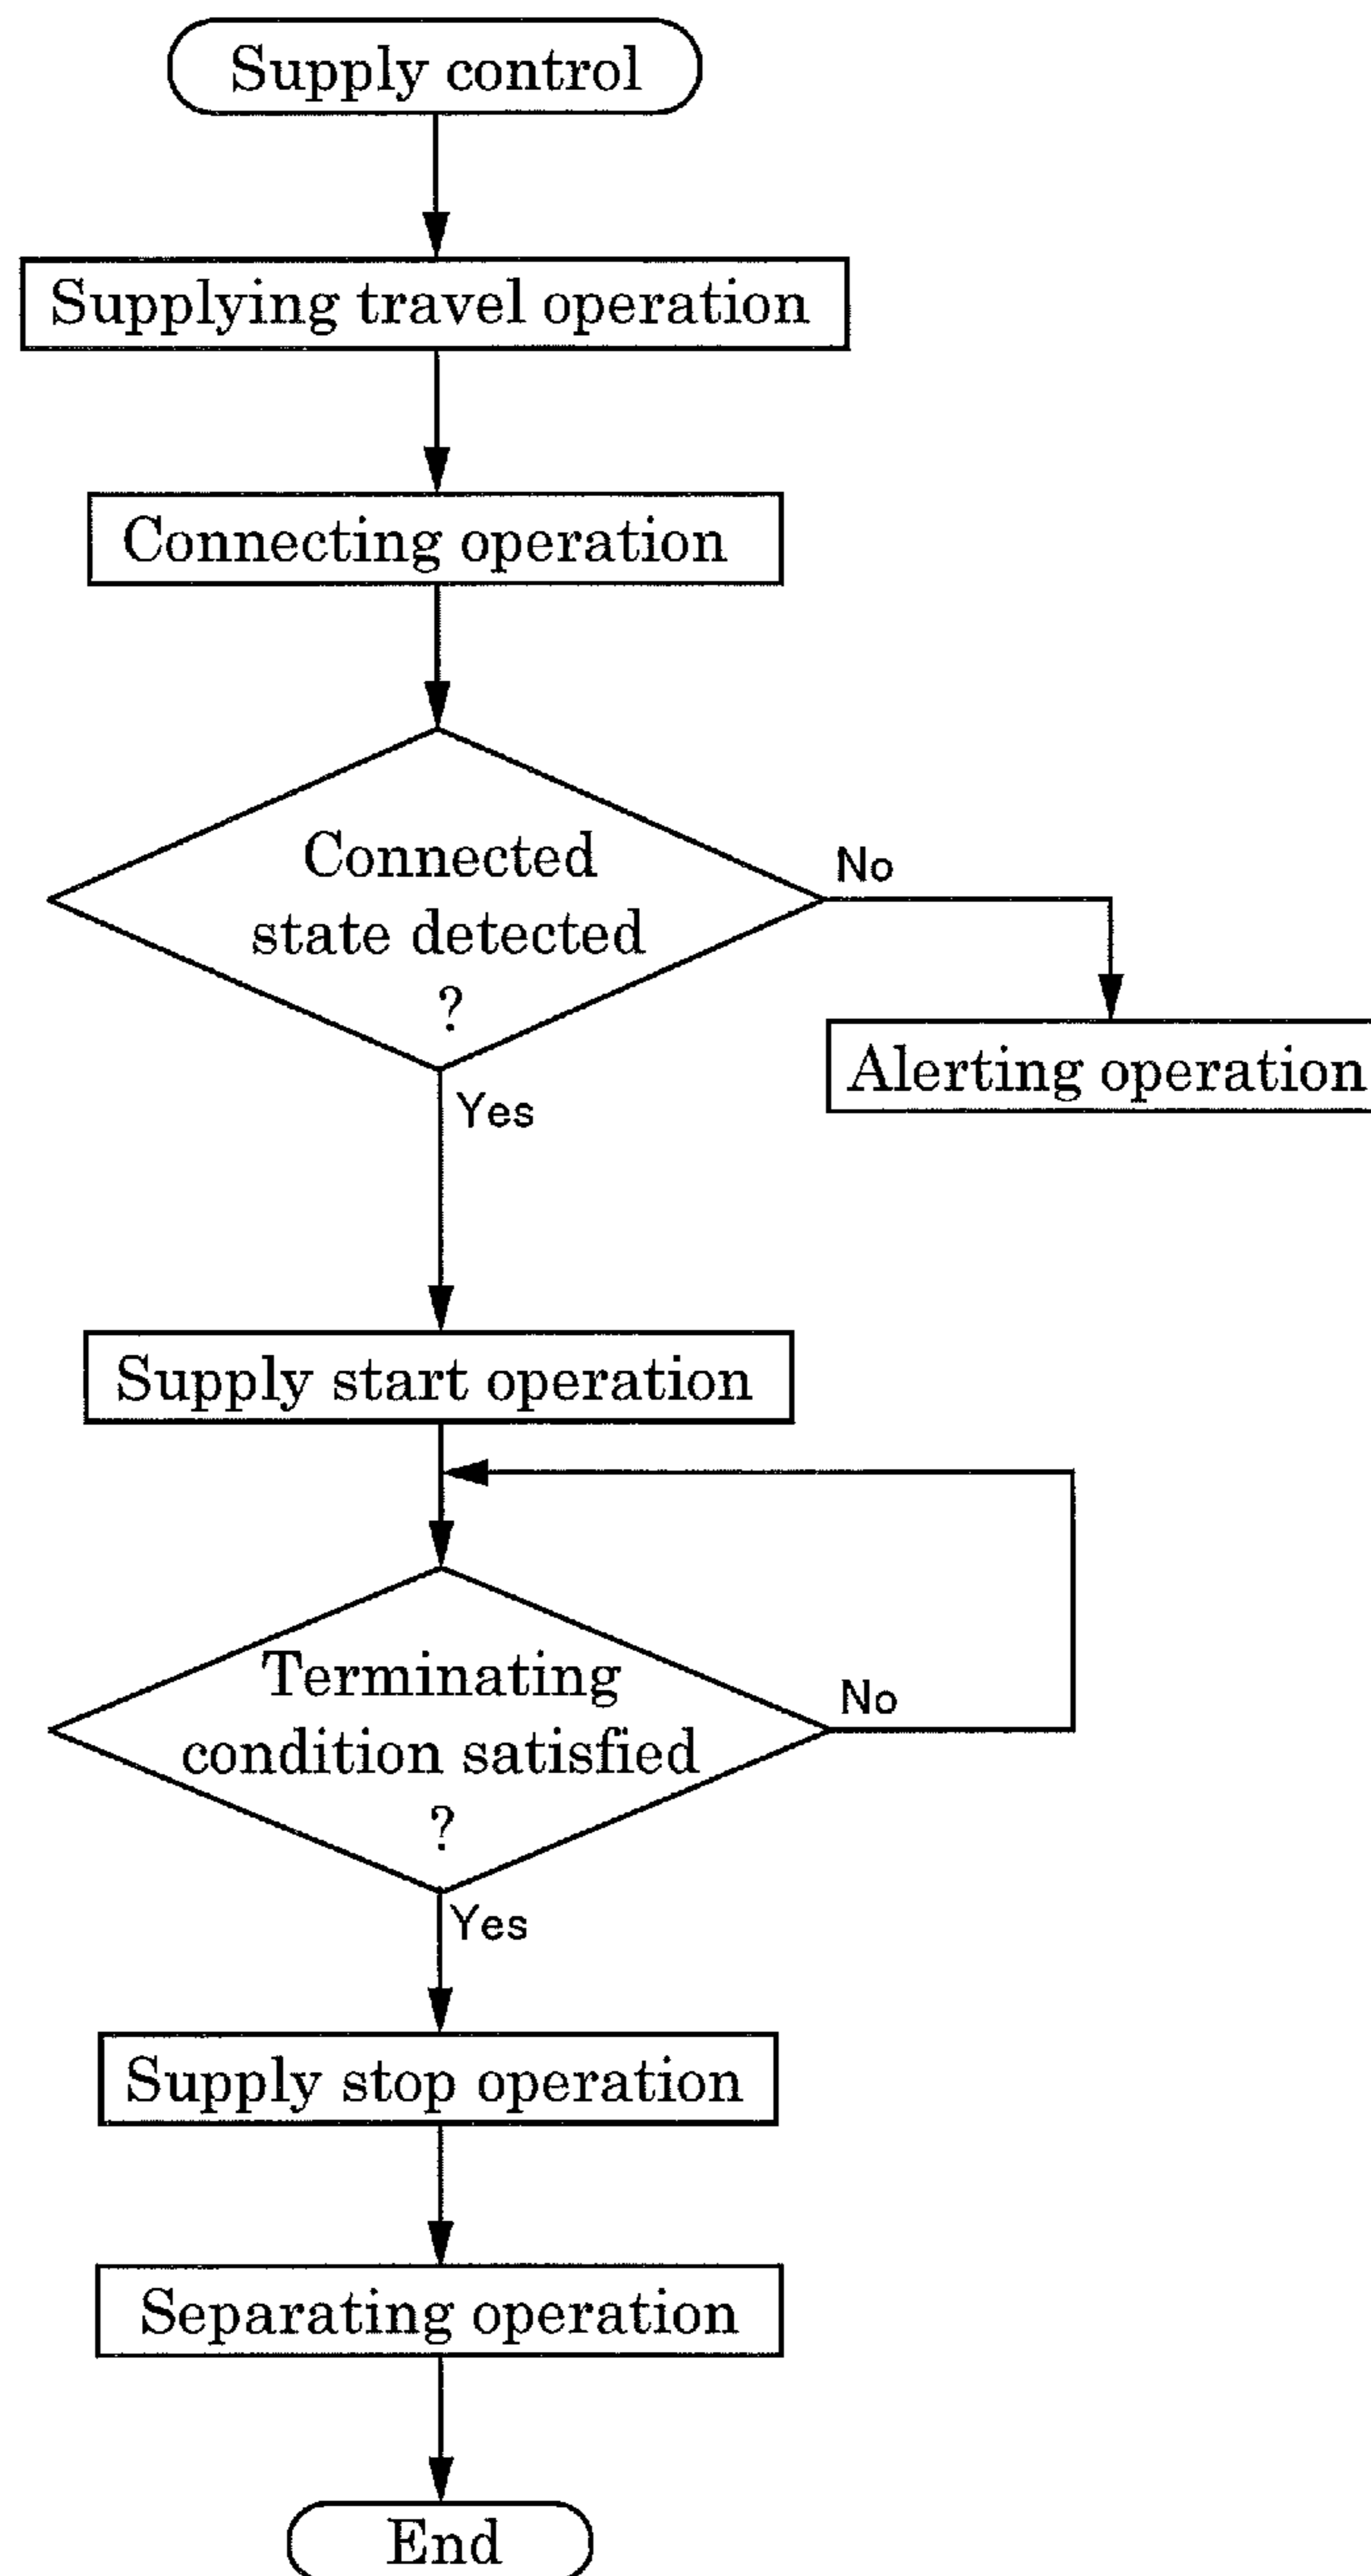 Supply control
Supplying travel operation
Connecting operation
Connected
state detected
?
No
Alerting operation
Yes
Supply start operation
Terminating
condition satisfied
?
No
Yes
Supply stop operation
Separating operation
End